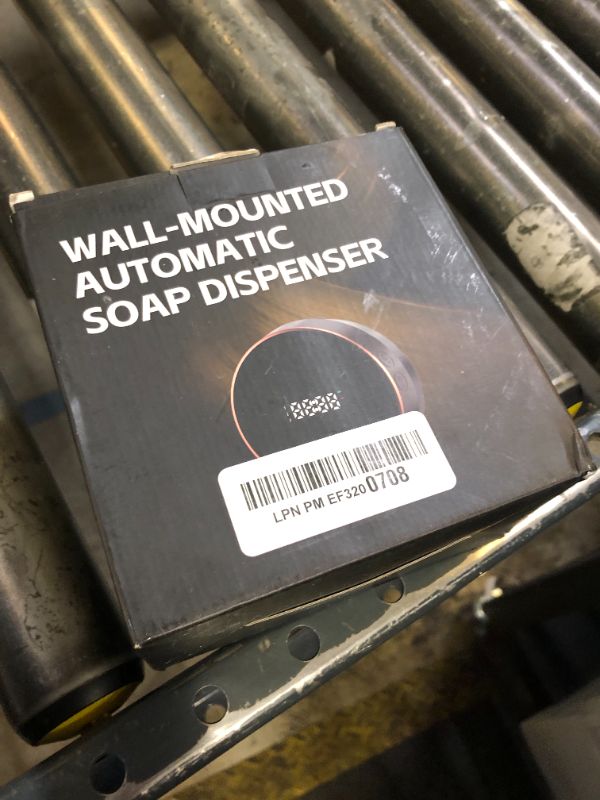 WALL-MOUNTED
AUTOMATIC
SOAP DISPENSER
LPN PM EF3200708